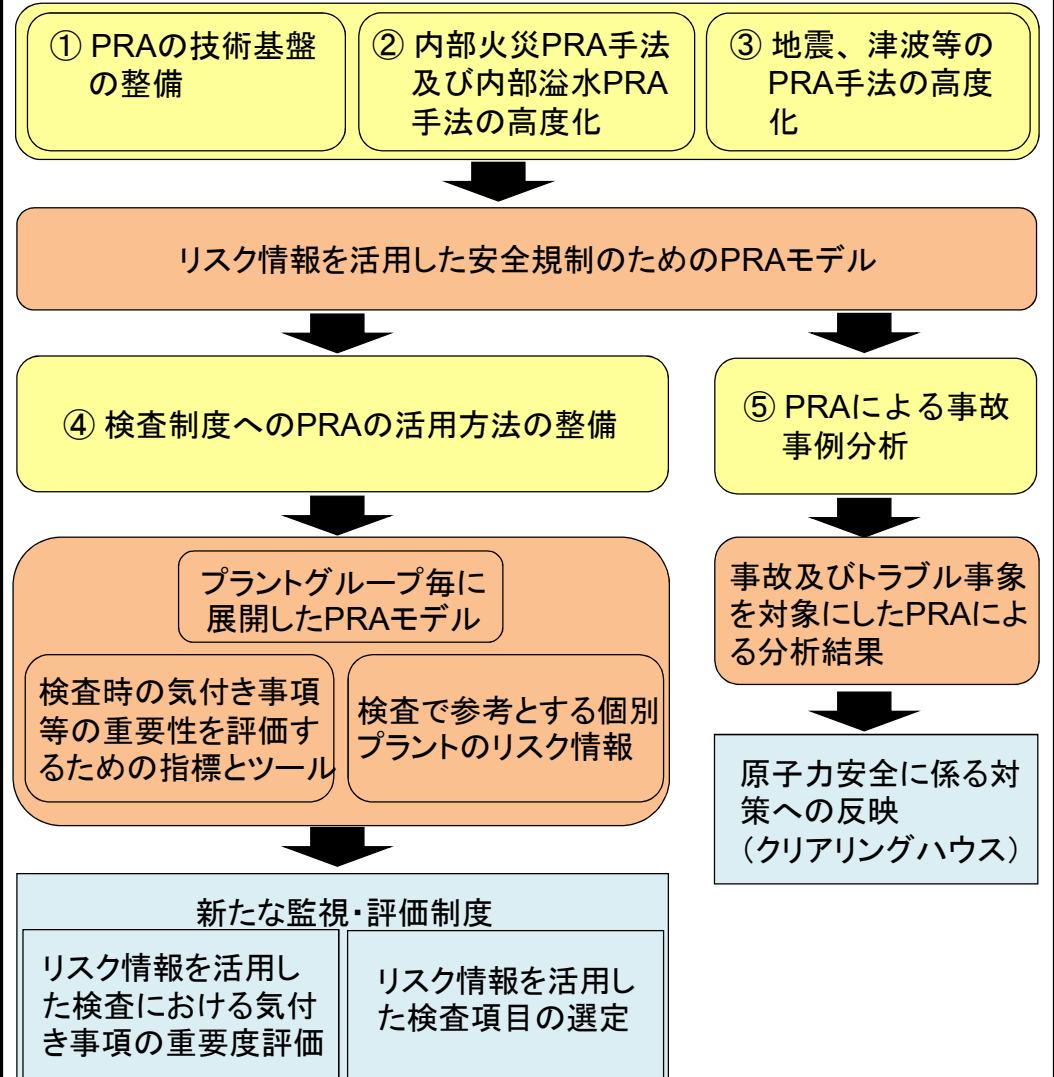 ① PRAの技術基盤
の整備
② 内部火災PRA手法
及び内部溢水PRA
手法の高度化
③ 地震、津波等の
PRA手法の高度
化
リスク情報を活用した安全規制のためのPRAモデル
④ 検査制度へのPRAの活用方法の整備
⑤ PRAによる事故
事例分析
プラントグループ毎に
展開したPRAモデル
検査時の気付き事項
等の重要性を評価す
るための指標とツール
検査で参考とする個別
プラントのリスク情報
事故及びトラブル事象
を対象にしたPRAによ
る分析結果
原子力安全に係る対
策への反映
（クリアリングハウス）
新たな監視・評価制度
リスク情報を活用し
た検査における気付
き事項の重要度評価
リスク情報を活用し
た検査項目の選定